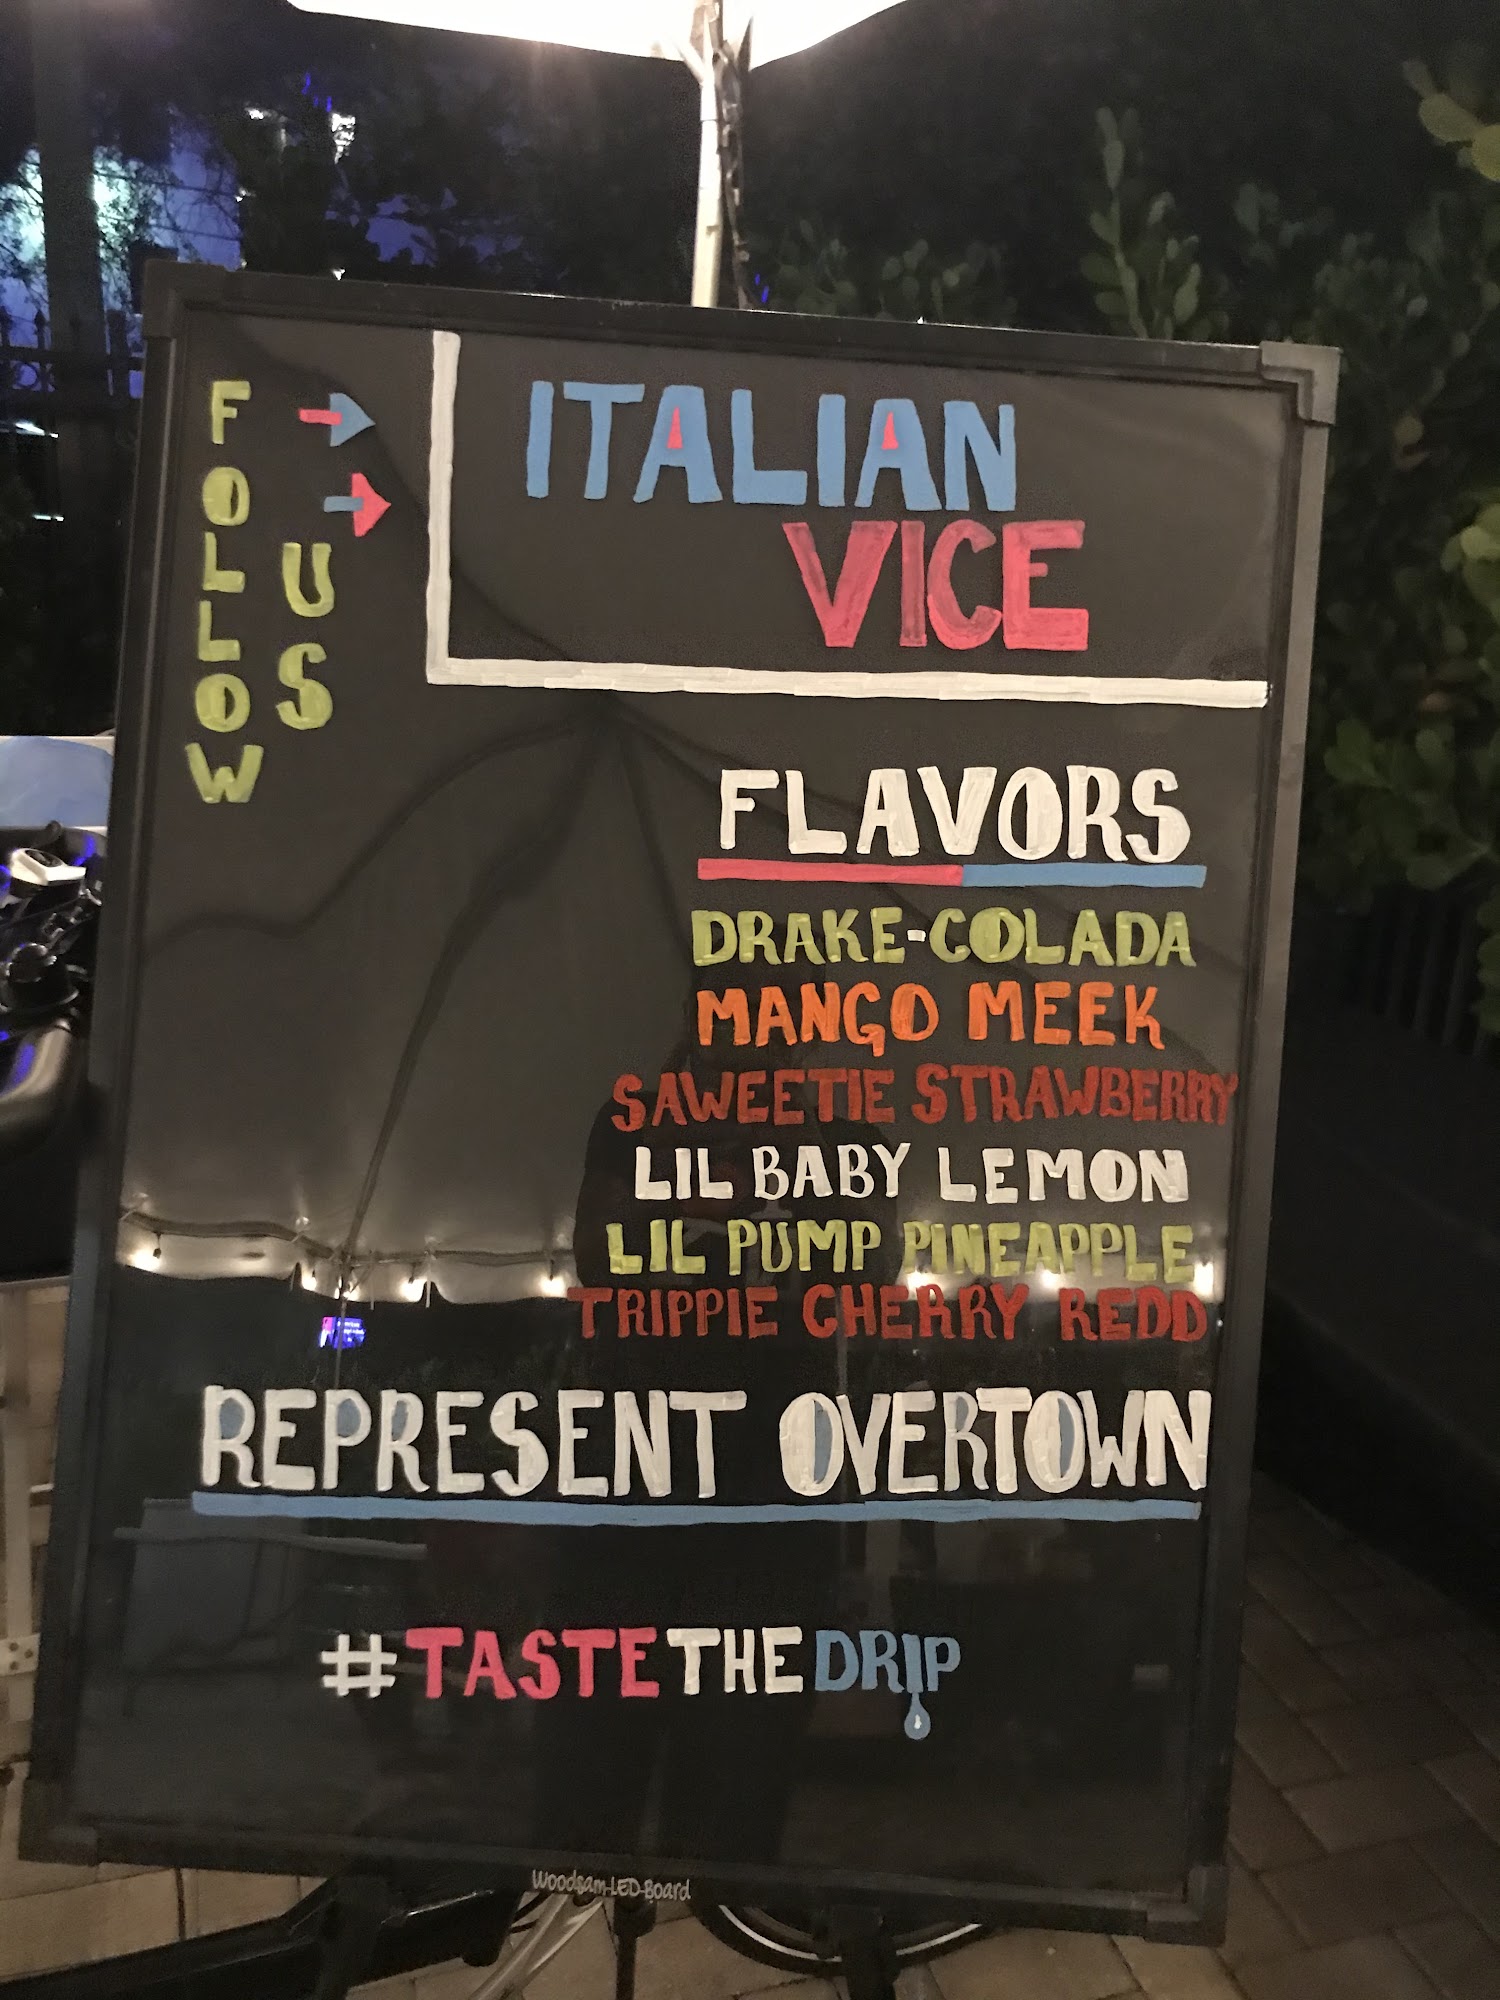 FOLLOW
US
ITALIAN
VICE
FLAVORS
DRAKE-COLADA
MANGO MEEK
SAWEETIE STRAWBERRY
LIL BABY LEMON
LIL PUMP PINEAPPLE
TRIPPIE CHERRY REDD
REPRESENT OVERTOWN
#TASTETHEDRIP
Woodsam-LED-Board